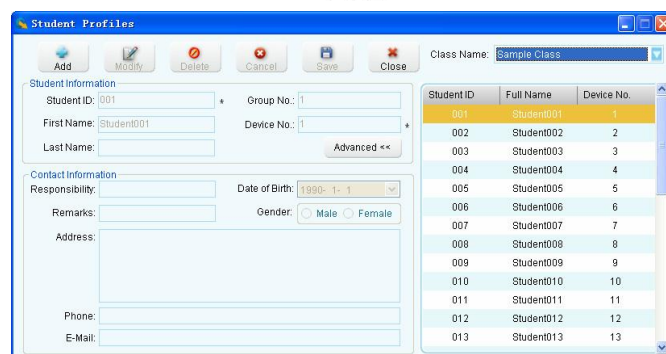 Student Profiles
Add Modify Delete Cancel Save Close Class Name: Sample Class
Student Information
Student ID: 001 * Group No.: 1
First Name: Student001 Device No.: 1 *
Last Name: Advanced <<
Contact Information
Responsibility: Date of Birth: 1990- 1- 1
Remarks: Gender: Male Female
Address:
Phone:
E-Mail:
Student ID Full Name Device No.
001 Student001 1
002 Student002 2
003 Student003 3
004 Student004 4
005 Student005 5
006 Student006 6
007 Student007 7
008 Student008 8
009 Student009 9
010 Student010 10
011 Student011 11
012 Student012 12
013 Student013 13